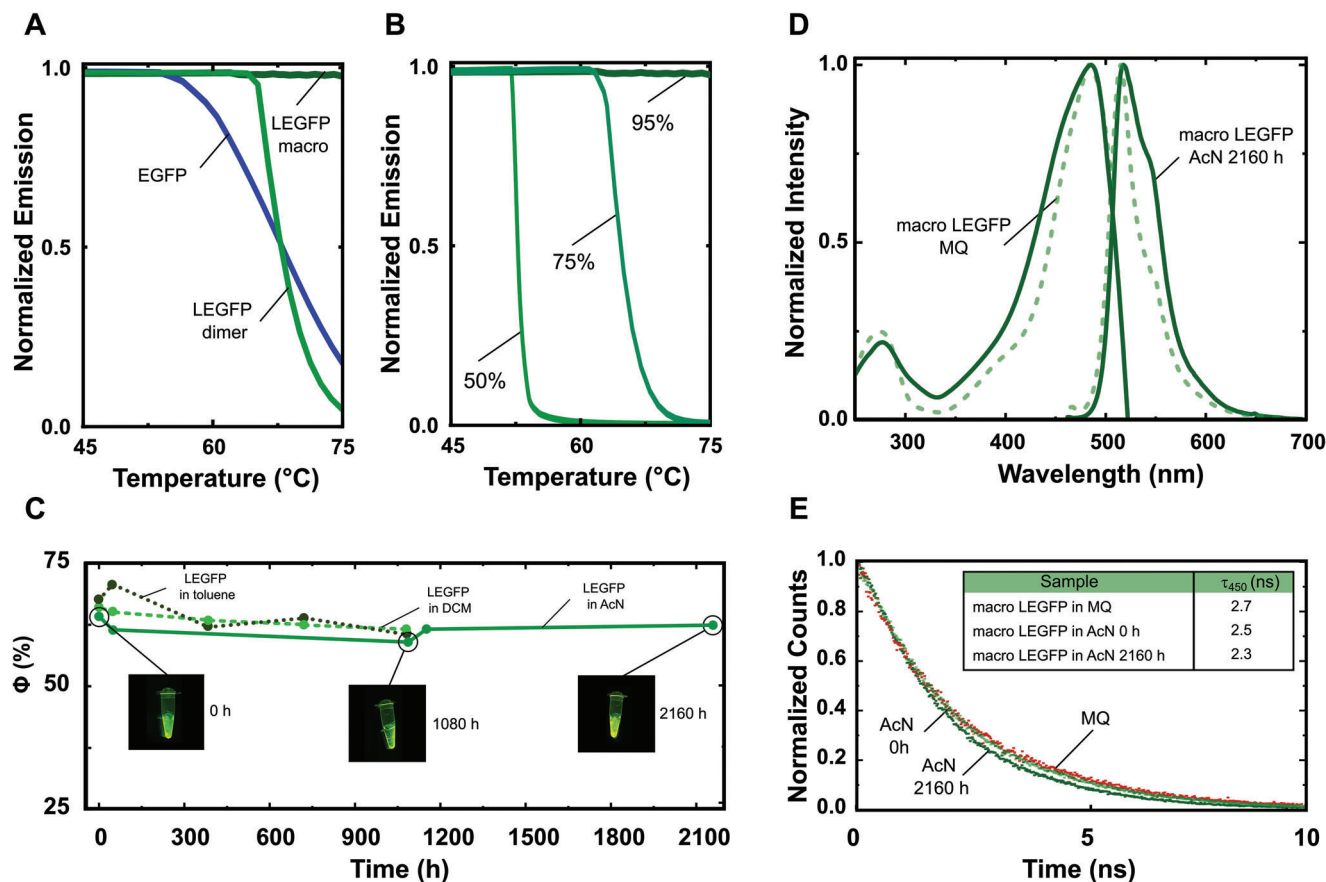 A
Normalized Emission
1.0
0.5
0.0
LEGFP
macro
EGFP
LEGFP
dimer
45
60
75
Temperature (°C)
B
Normalized Emission
1.0
0.5
0.0
95%
75%
50%
45
60
75
Temperature (°C)
C
Φ (%)
75
50
25
LEGFP
in toluene
LEGFP
in DCM
LEGFP
in AcN
0 h
1080 h
2160 h
0
300
600
900
1200
1500
1800
2100
Time (h)
D
Normalized Intensity
1.0
0.5
0.0
macro LEGFP
AcN 2160 h
macro LEGFP
MQ
300
400
500
600
700
Wavelength (nm)
E
Normalized Counts
1.0
0.8
0.6
0.4
0.2
0.0
Sample τ450 (ns)
macro LEGFP in MQ 2.7
macro LEGFP in AcN 0 h 2.5
macro LEGFP in AcN 2160 h 2.3
AcN
0h
AcN
2160 h
MQ
0
5
10
Time (ns)